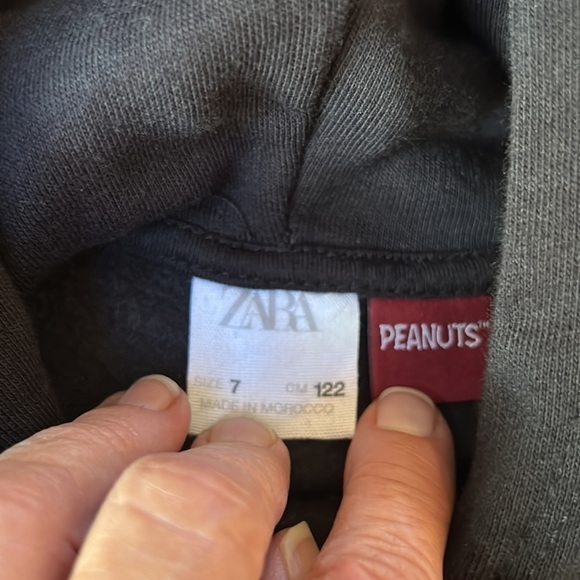 ZARA
SIZE 7 CM 122
MADE IN MOROCCO
PEANUTS™